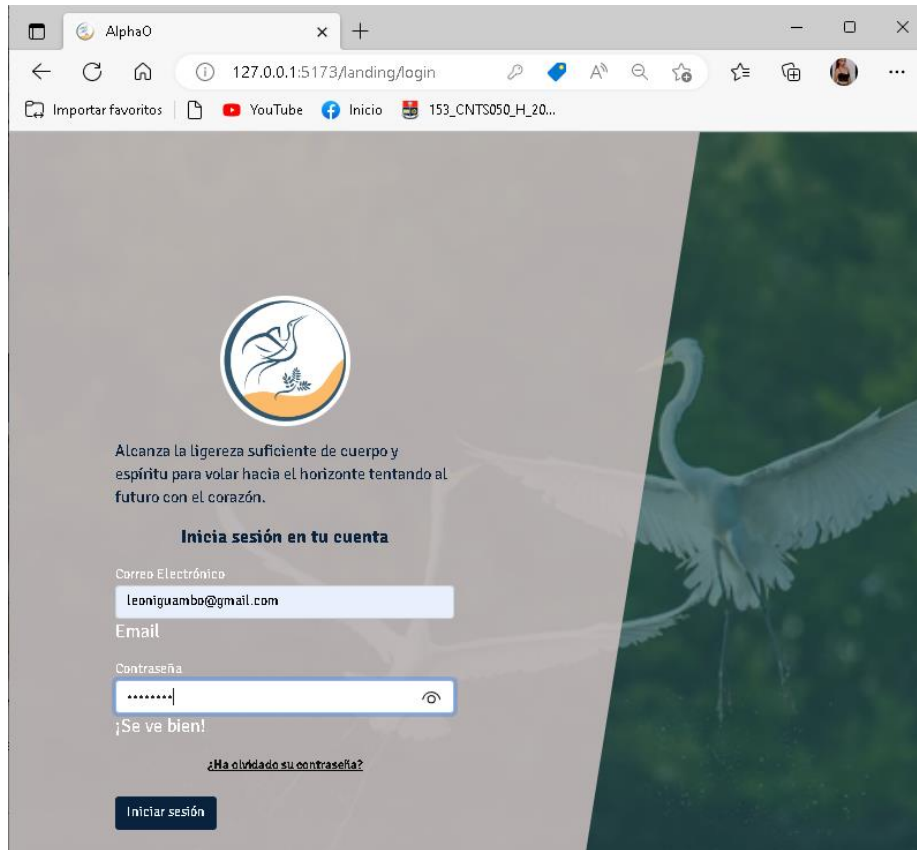 AlphaO
127.0.0.1:5173/landing/login
Importar favoritos
YouTube
Inicio
153_CNTS050_H_20...
Alcanza la ligereza suficiente de cuerpo y
espíritu para volar hacia el horizonte tentando al
futuro con el corazón.
Inicia sesión en tu cuenta
Correo Electrónico
leoniguambo@gmail.com
Email
Contraseña
••••••••
¡Se ve bien!
¿Ha olvidado su contraseña?
Iniciar sesión